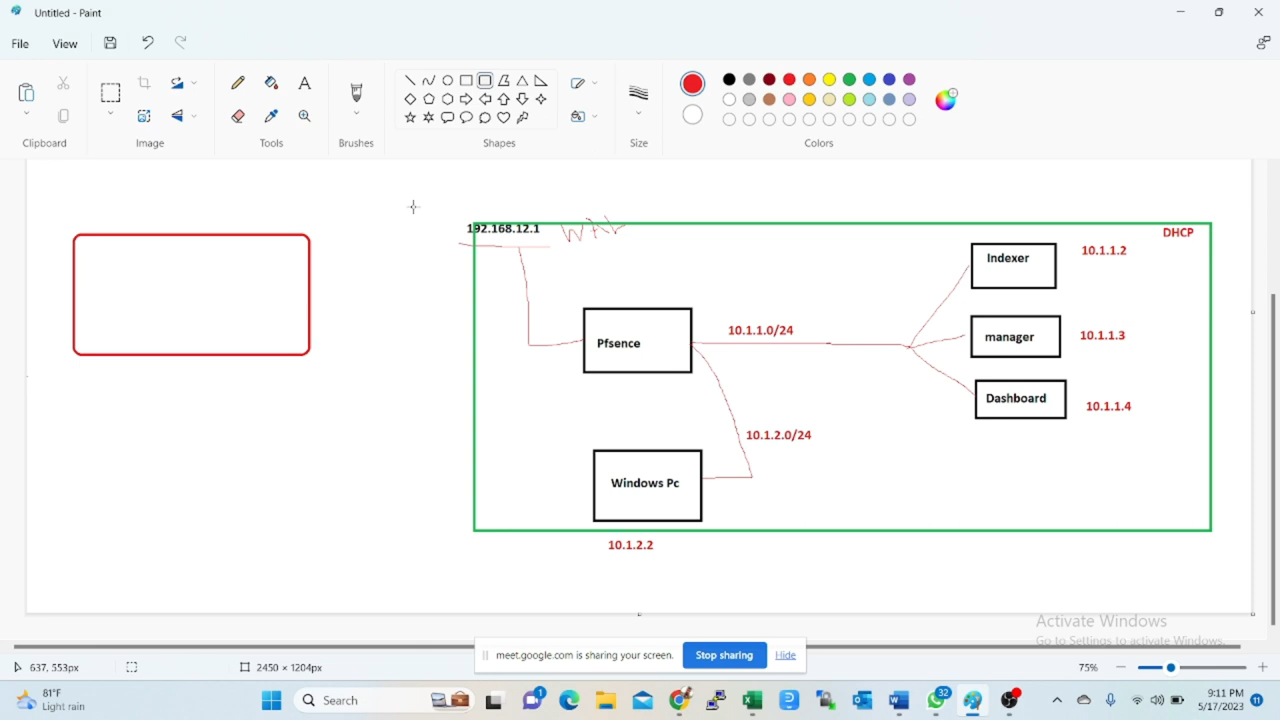 Untitled - Paint
File View
Clipboard Image Tools Brushes Shapes Size Colors
192.168.12.1 WAN
DHCP
Indexer 10.1.1.2
10.1.1.0/24
Pfsence manager 10.1.1.3
Dashboard 10.1.1.4
10.1.2.0/24
Windows Pc
10.1.2.2
Activate Windows
Go to Settings to activate Windows.
meet.google.com is sharing your screen. Stop sharing Hide
637, 553px 2450 × 1204px 75%
81°F
Light rain
Search
1
32
9:11 PM
5/17/2023
11